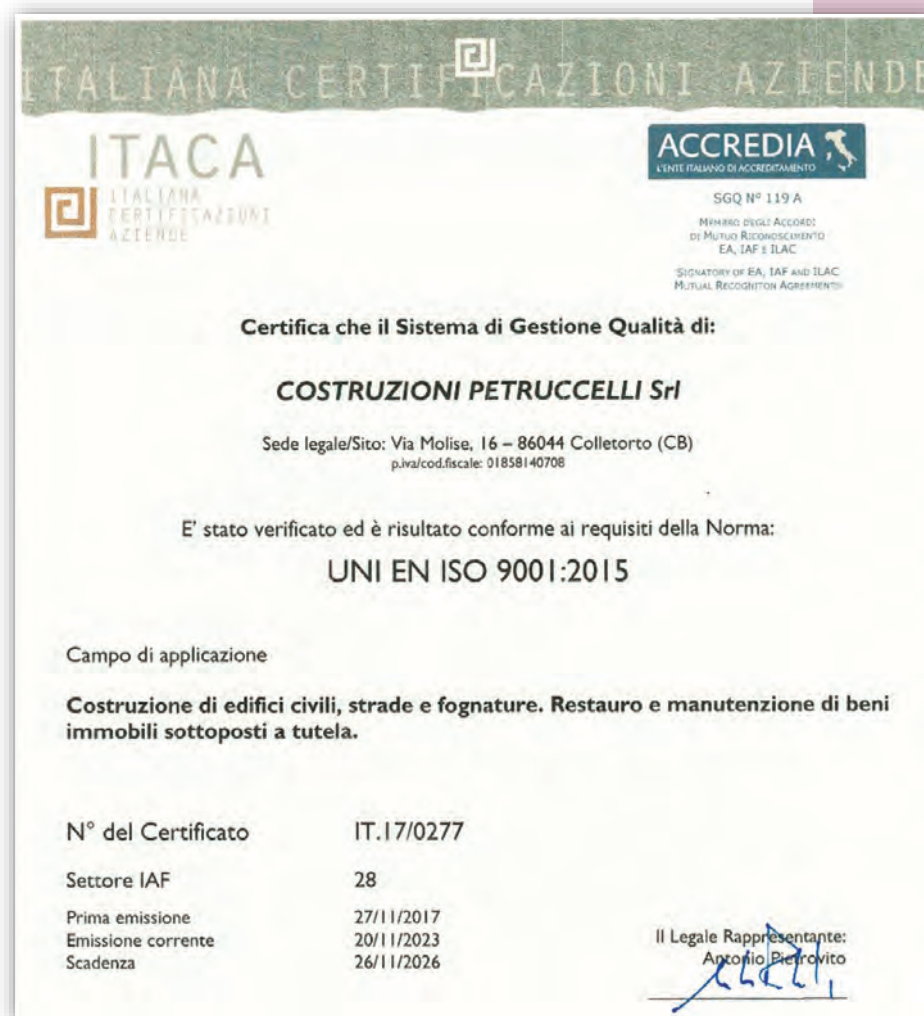 ITALIANA CERTIFICAZIONI AZIENDE
ITACA
ITALIANA
CERTIFICAZIONI
AZIENDE
ACCREDIA
L'ENTE ITALIANO DI ACCREDITAMENTO
SGQ N° 119 A
MEMBRO DEGLI ACCORDI
DI MUTUO RICONOSCIMENTO
EA, IAF E ILAC
SIGNATORY OF EA, IAF AND ILAC
MUTUAL RECOGNITION AGREEMENTS
Certifica che il Sistema di Gestione Qualità di:
COSTRUZIONI PETRUCCELLI Srl
Sede legale/Sito: Via Molise, 16 – 86044 Colletorto (CB)
p.iva/cod.fiscale: 01858140708
E' stato verificato ed è risultato conforme ai requisiti della Norma:
UNI EN ISO 9001:2015
Campo di applicazione
Costruzione di edifici civili, strade e fognature. Restauro e manutenzione di beni
immobili sottoposti a tutela.
N° del Certificato IT.17/0277
Settore IAF 28
Prima emissione 27/11/2017
Emissione corrente 20/11/2023
Scadenza 26/11/2026
Il Legale Rappresentante:
Antonio Pietrovito